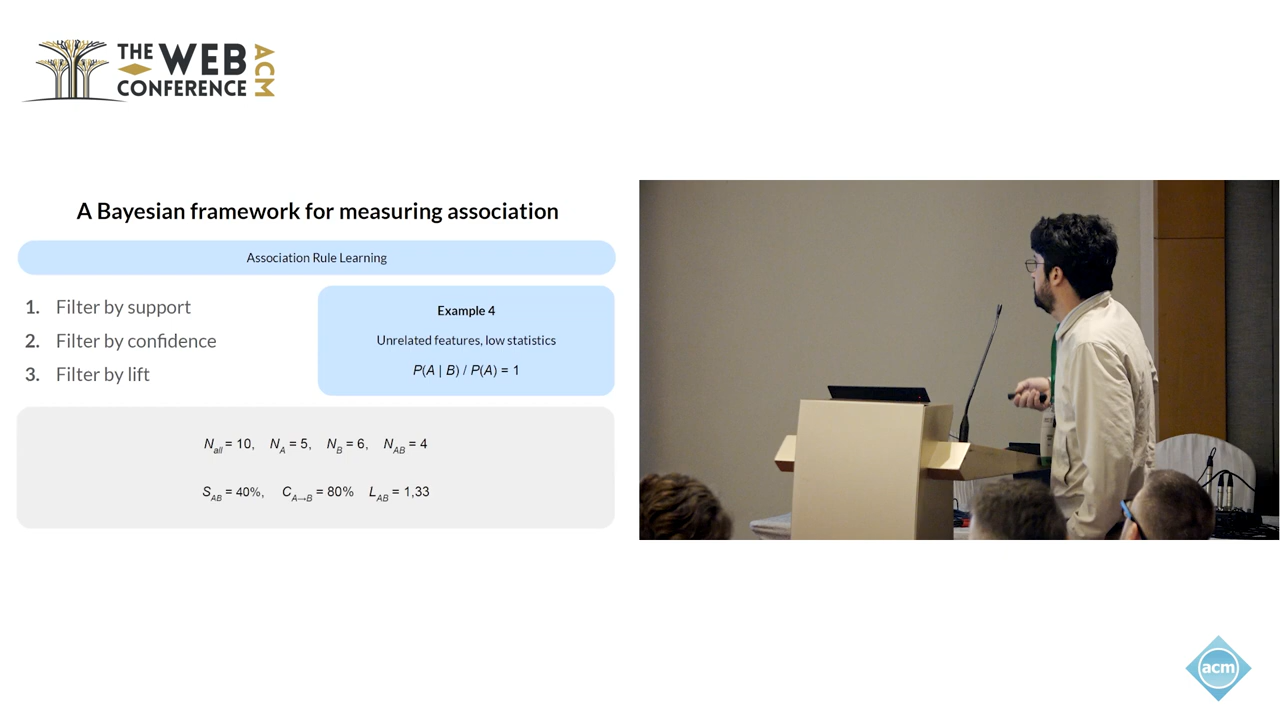 THE WEB
CONFERENCE
ACM
A Bayesian framework for measuring association
Association Rule Learning
1. Filter by support
2. Filter by confidence
3. Filter by lift
Example 4
Unrelated features, low statistics
P(A | B) / P(A) = 1
N_all = 10, N_A = 5, N_B = 6, N_AB = 4
S_AB = 40%, C_A→B = 80% L_AB = 1,33
acm